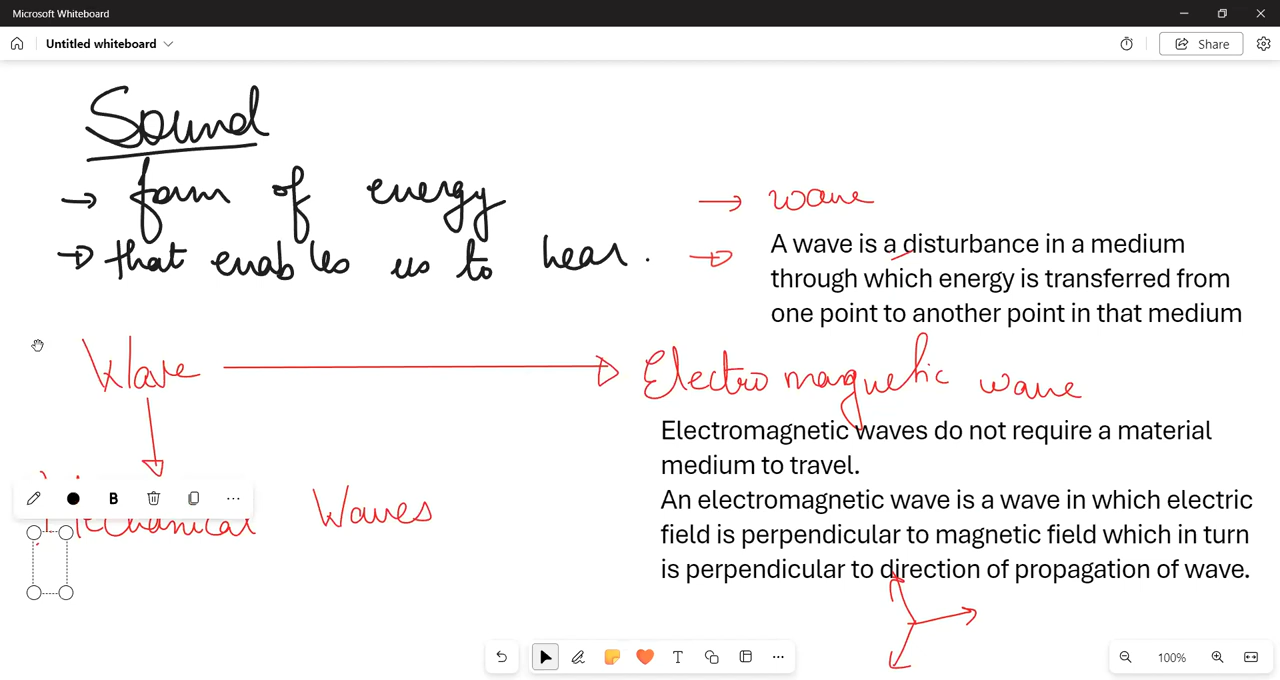 Microsoft Whiteboard
Untitled whiteboard
Share
Sound
→ form of energy
→ that enables us to hear.
→ wave
→ A wave is a disturbance in a medium
through which energy is transferred from
one point to another point in that medium
Wave → Electromagnetic wave
Electromagnetic waves do not require a material
medium to travel.
An electromagnetic wave is a wave in which electric
field is perpendicular to magnetic field which in turn
is perpendicular to direction of propagation of wave.
B
Mechanical Waves
T
100%